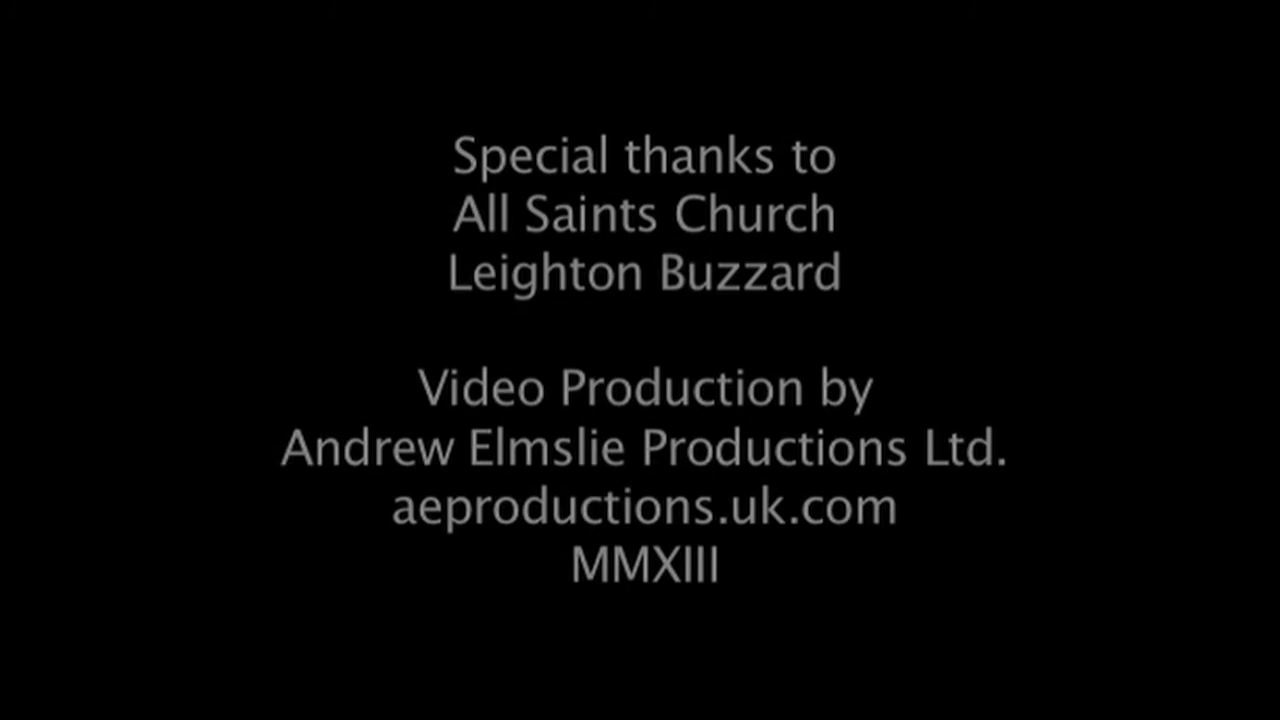 Special thanks to
All Saints Church
Leighton Buzzard
Video Production by
Andrew Elmslie Productions Ltd.
aeproductions.uk.com
MMXIII